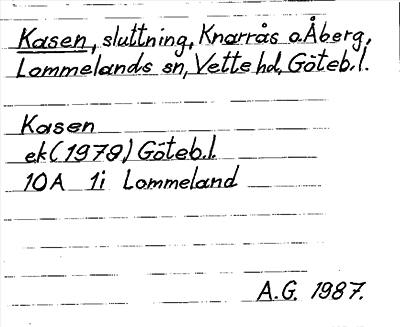 Kasen, sluttning, Knarrås o. Åberg,
Lommelands sn, Vette hd, Göteb.l.
Kasen
ek (1979) Göteb.l.
10A 1i Lommeland
A.G. 1987.